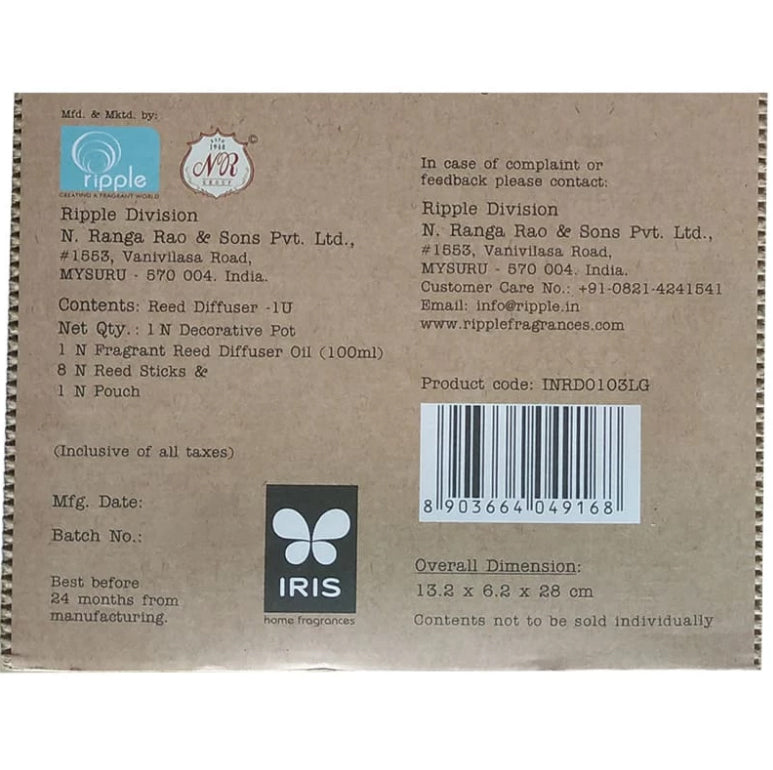 Mfd. & Mktd. by:
ripple
CREATING A FRAGRANT WORLD
ESTD
1948
NR
GROUP
©
Ripple Division
N. Ranga Rao & Sons Pvt. Ltd.,
#1553, Vanivilasa Road,
MYSURU - 570 004. India.
Contents: Reed Diffuser -1U
Net Qty.: 1 N Decorative Pot
1 N Fragrant Reed Diffuser Oil (100ml)
8 N Reed Sticks &
1 N Pouch
(Inclusive of all taxes)
Mfg. Date:
Batch No.:
Best before
24 months from
manufacturing.
IRIS
home fragrances
In case of complaint or
feedback please contact:
Ripple Division
N. Ranga Rao & Sons Pvt. Ltd.,
#1553, Vanivilasa Road,
MYSURU - 570 004. India.
Customer Care No.: +91-0821-4241541
Email: info@ripple.in
www.ripplefragrances.com
Product code: INRD0103LG
8 903664 049168
Overall Dimension:
13.2 x 6.2 x 28 cm
Contents not to be sold individually